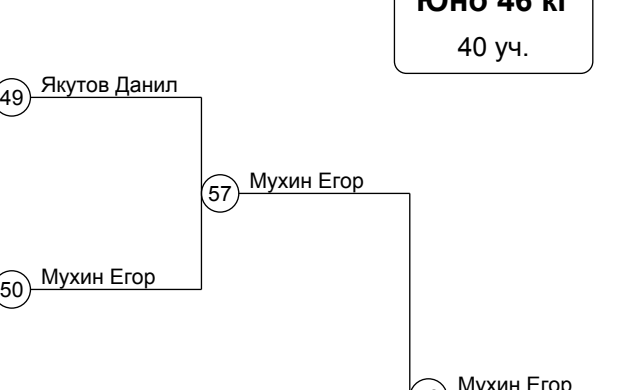 Юно 46 кг
40 уч.
49 Якутов Данил
57 Мухин Егор
50 Мухин Егор
Мухин Егор